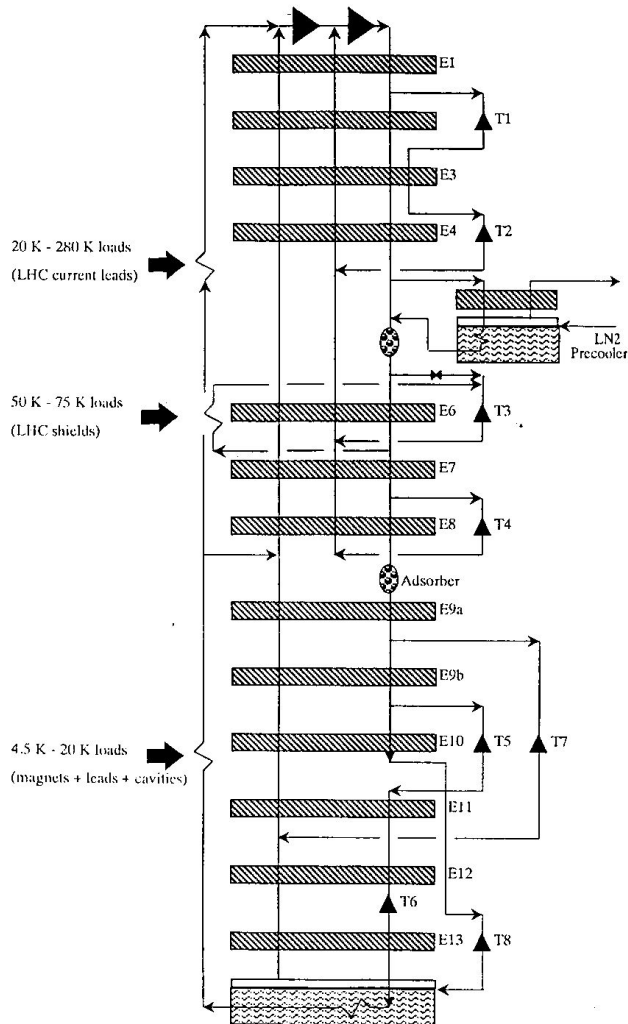 E1
T1
E3
E4
T2
20 K - 280 K loads
(LHC current leads)
LN2
Precooler
50 K - 75 K loads
(LHC shields)
E6
T3
E7
E8
T4
Adsorber
E9a
E9b
4.5 K - 20 K loads
(magnets + leads + cavities)
E10
T5
T7
E11
E12
T6
E13
T8